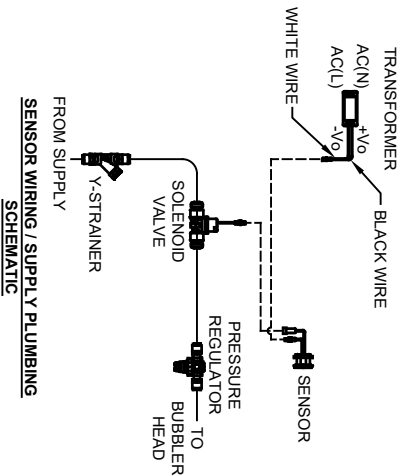 TRANSFORMER
AC(N) +Vo
AC(L) -Vo
BLACK WIRE
WHITE WIRE
SENSOR
SOLENOID
VALVE
PRESSURE
REGULATOR
Y-STRAINER
FROM SUPPLY
TO
BUBBLER
HEAD
SENSOR WIRING / SUPPLY PLUMBING
SCHEMATIC